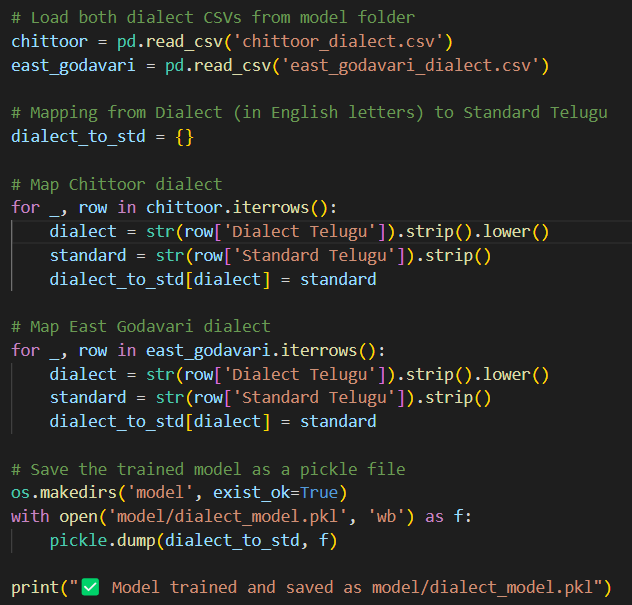 # Load both dialect CSVs from model folder
chittoor = pd.read_csv('chittoor_dialect.csv')
east_godavari = pd.read_csv('east_godavari_dialect.csv')

# Mapping from Dialect (in English letters) to Standard Telugu
dialect_to_std = {}

# Map Chittoor dialect
for _, row in chittoor.iterrows():
    dialect = str(row['Dialect Telugu']).strip().lower()
    standard = str(row['Standard Telugu']).strip()
    dialect_to_std[dialect] = standard

# Map East Godavari dialect
for _, row in east_godavari.iterrows():
    dialect = str(row['Dialect Telugu']).strip().lower()
    standard = str(row['Standard Telugu']).strip()
    dialect_to_std[dialect] = standard

# Save the trained model as a pickle file
os.makedirs('model', exist_ok=True)
with open('model/dialect_model.pkl', 'wb') as f:
    pickle.dump(dialect_to_std, f)

print("✅ Model trained and saved as model/dialect_model.pkl")